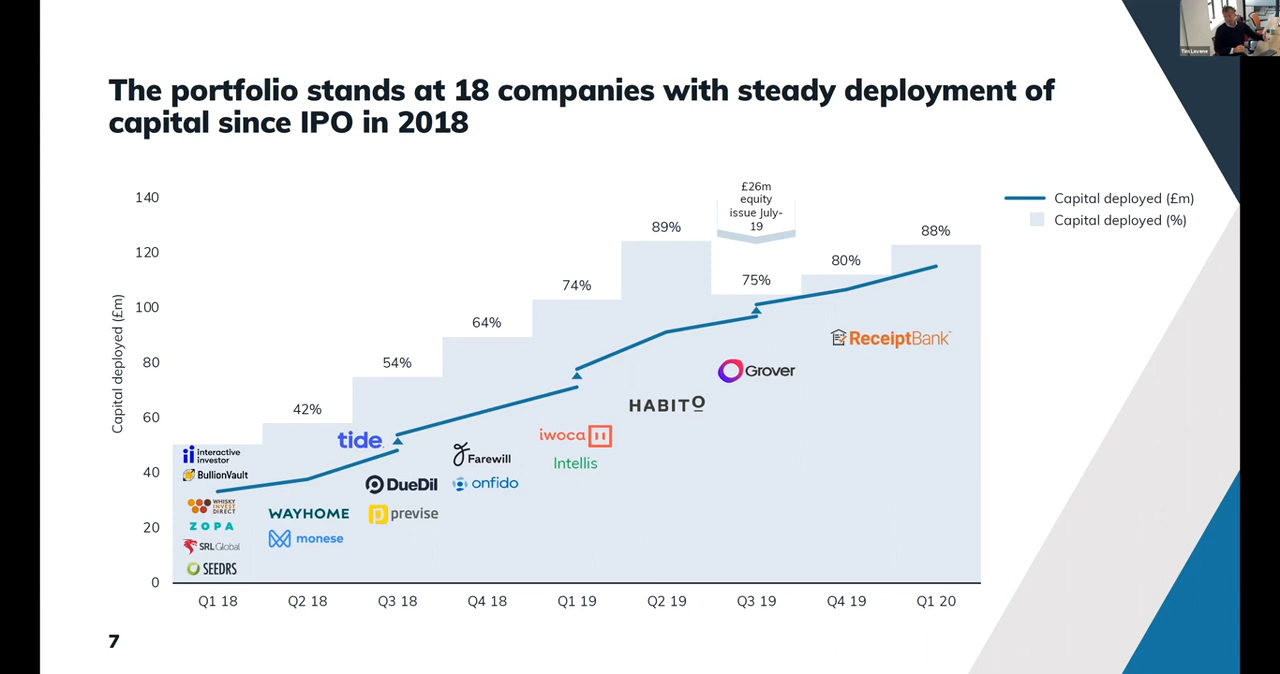 Tim Levene
The portfolio stands at 18 companies with steady deployment of
capital since IPO in 2018
Capital deployed (£m)
140
120
100
80
60
40
20
0
Capital deployed (£m)
Capital deployed (%)
£26m
equity
issue July-
19
42%
54%
64%
74%
89%
75%
80%
88%
interactive
investor
BullionVault
WHISKY
INVEST
DIRECT
ZOPA
SRLGlobal
SEEDRS
WAYHOME
monese
tide
DueDil
previse
Farewill
onfido
iwoca
Intellis
HABITO
Grover
ReceiptBank™
Q1 18
Q2 18
Q3 18
Q4 18
Q1 19
Q2 19
Q3 19
Q4 19
Q1 20
7